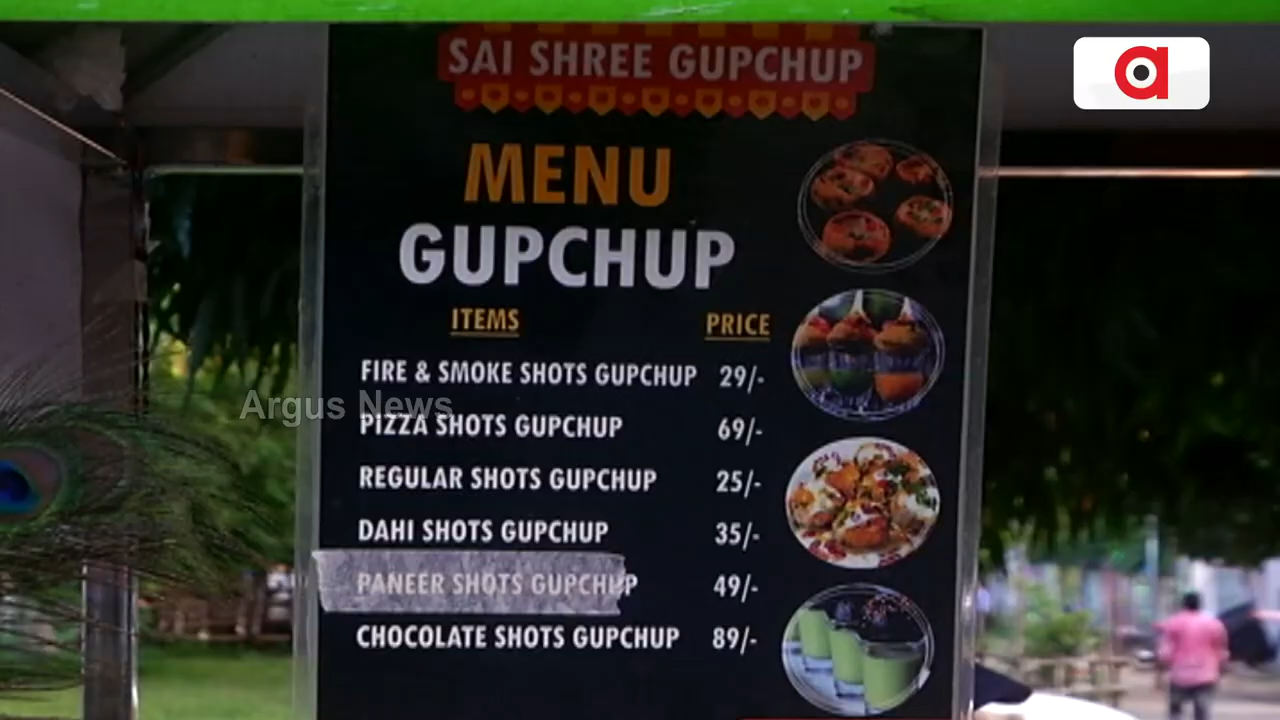 SAI SHREE GUPCHUP
MENU
GUPCHUP
ITEMS PRICE
FIRE & SMOKE SHOTS GUPCHUP 29/-
Argus News
PIZZA SHOTS GUPCHUP 69/-
REGULAR SHOTS GUPCHUP 25/-
DAHI SHOTS GUPCHUP 35/-
PANEER SHOTS GUPCHUP 49/-
CHOCOLATE SHOTS GUPCHUP 89/-
a